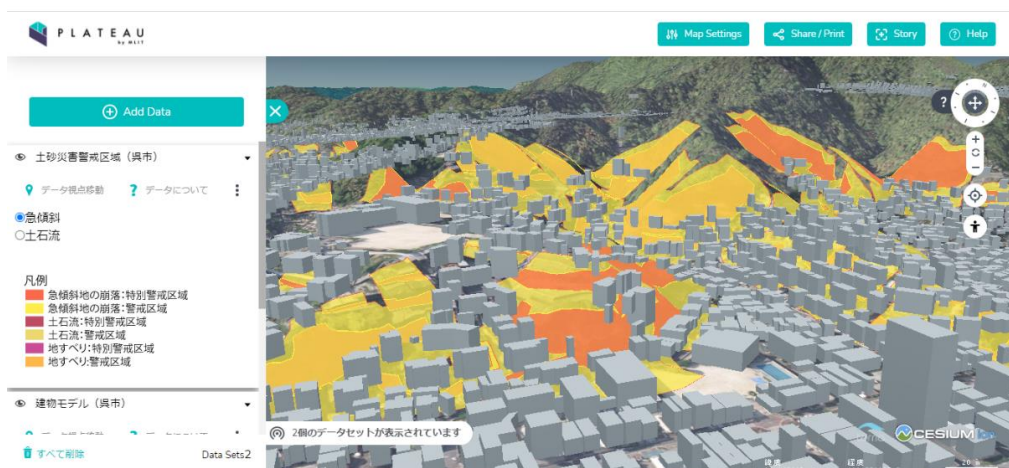 PLATEAU
by MLIT
Map Settings
Share / Print
Story
Help
Add Data
土砂災害警戒区域（呉市）
データ視点移動
? データについて
急傾斜
土石流
凡例
急傾斜地の崩落:特別警戒区域
急傾斜地の崩落:警戒区域
土石流:特別警戒区域
土石流:警戒区域
地すべり:特別警戒区域
地すべり:警戒区域
建物モデル（呉市）
すべて削除
Data Sets2
2個のデータセットが表示されています
?
CESIUM ion
緯度
経度